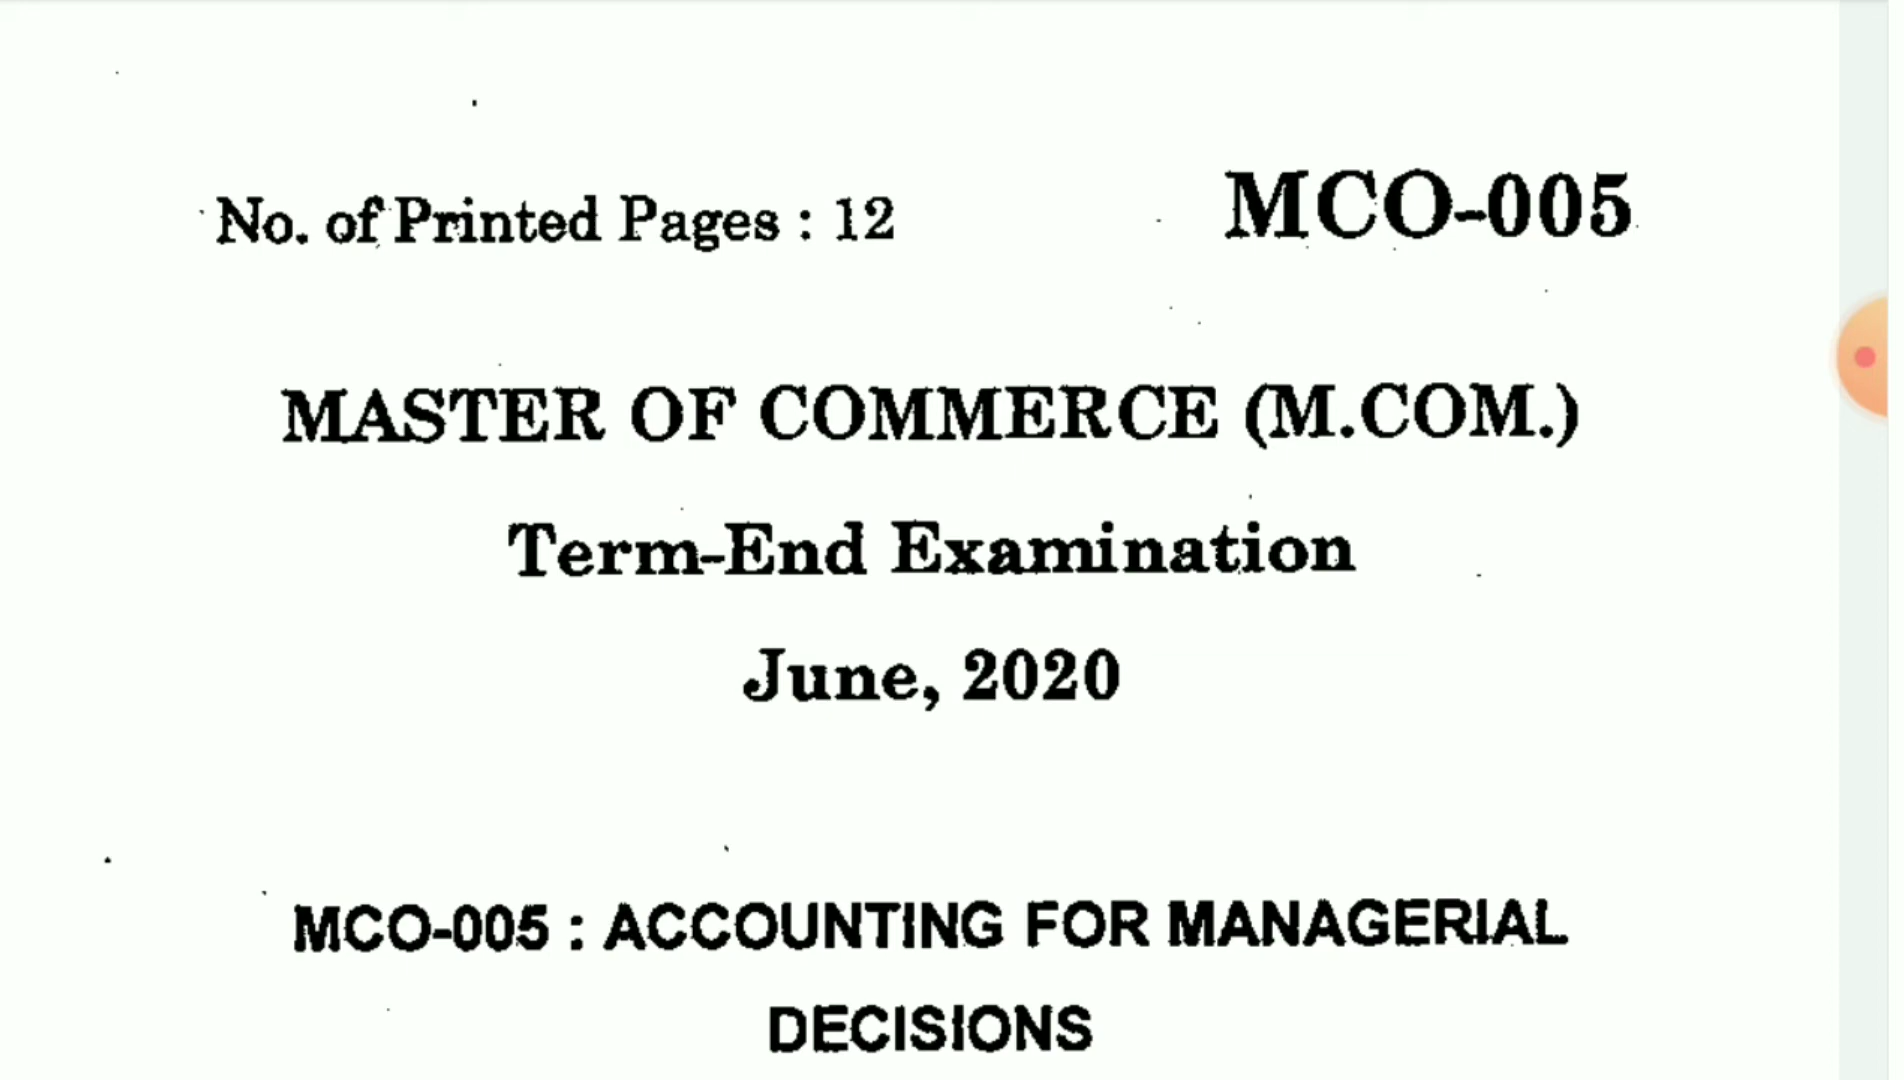 No. of Printed Pages : 12
MCO-005
MASTER OF COMMERCE (M.COM.)
Term-End Examination
June, 2020
MCO-005 : ACCOUNTING FOR MANAGERIAL
DECISIONS